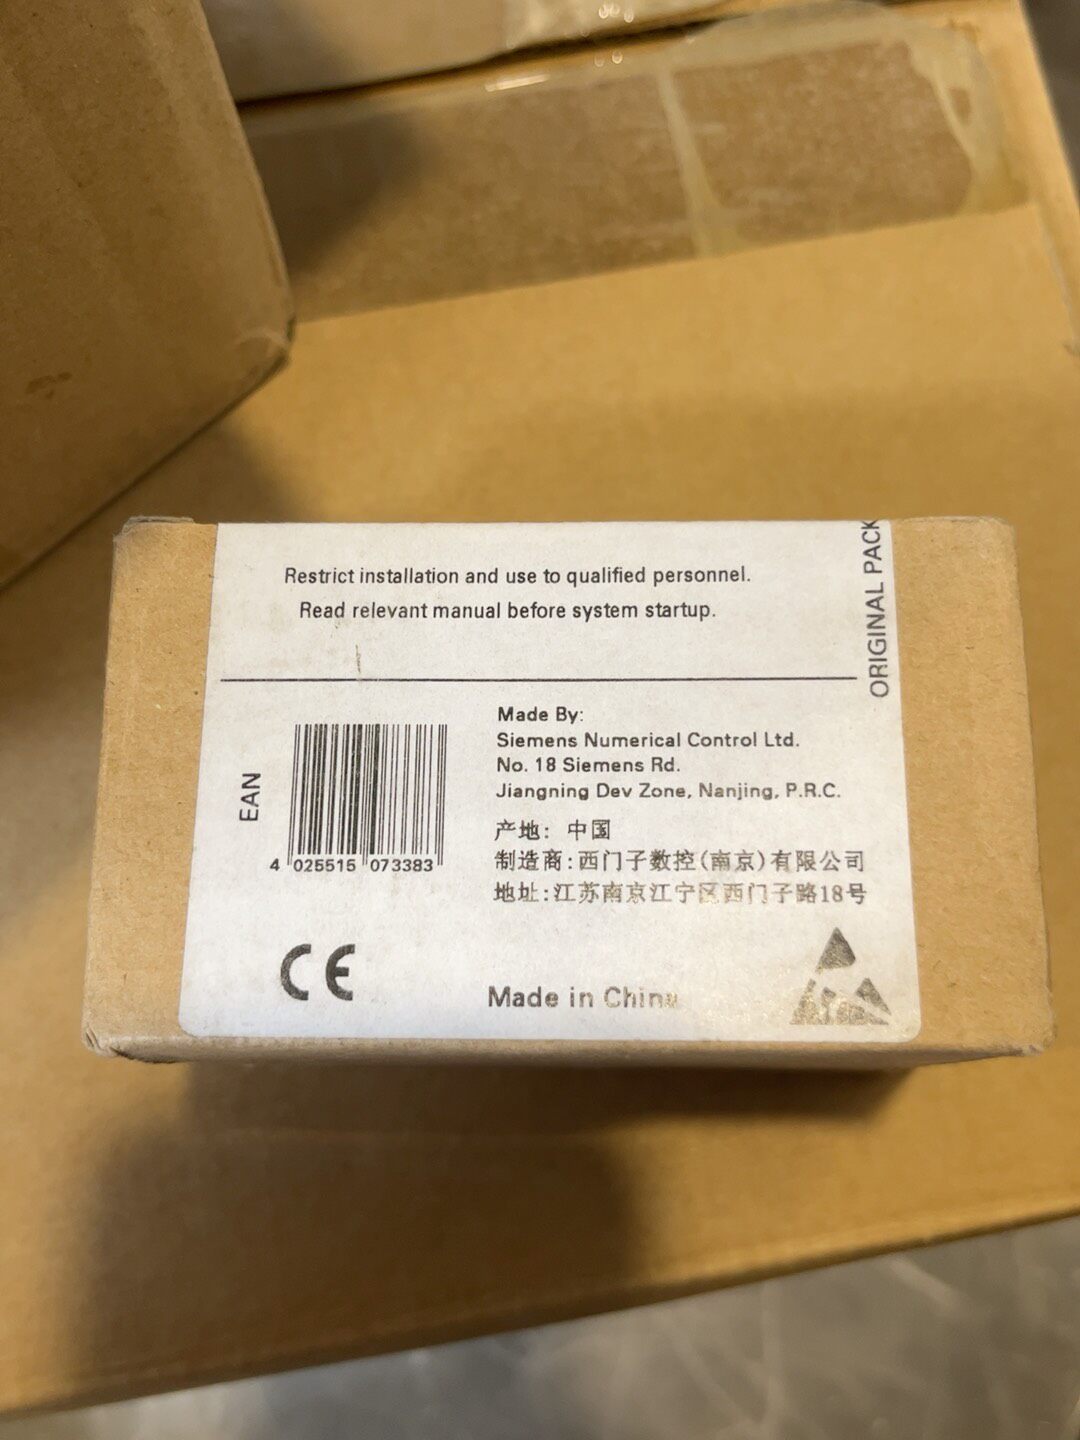 Restrict installation and use to qualified personnel.
Read relevant manual before system startup.
ORIGINAL PACK
EAN
4 025515 073383
Made By:
Siemens Numerical Control Ltd.
No. 18 Siemens Rd.
Jiangning Dev Zone, Nanjing, P.R.C.
产地: 中国
制造商:西门子数控(南京)有限公司
地址:江苏南京江宁区西门子路18号
CE
Made in China